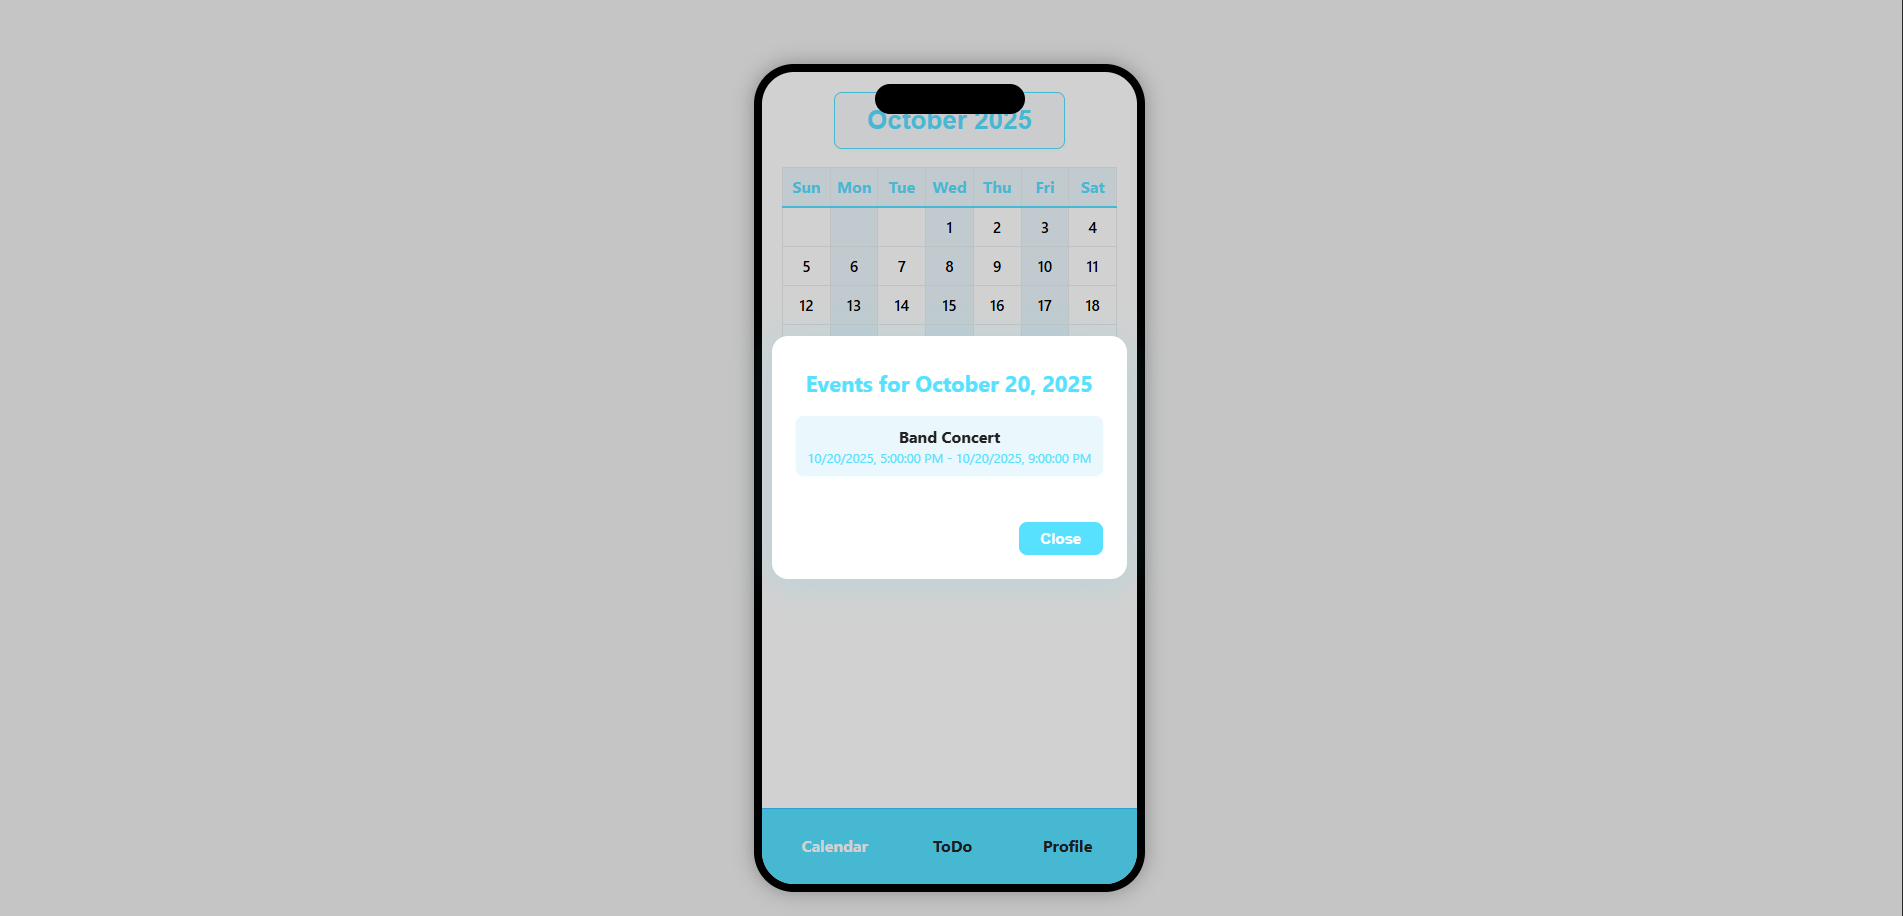 October 2025
Sun Mon Tue Wed Thu Fri Sat
1 2 3 4
5 6 7 8 9 10 11
12 13 14 15 16 17 18
Events for October 20, 2025
Band Concert
10/20/2025, 5:00:00 PM - 10/20/2025, 9:00:00 PM
Close
Calendar ToDo Profile